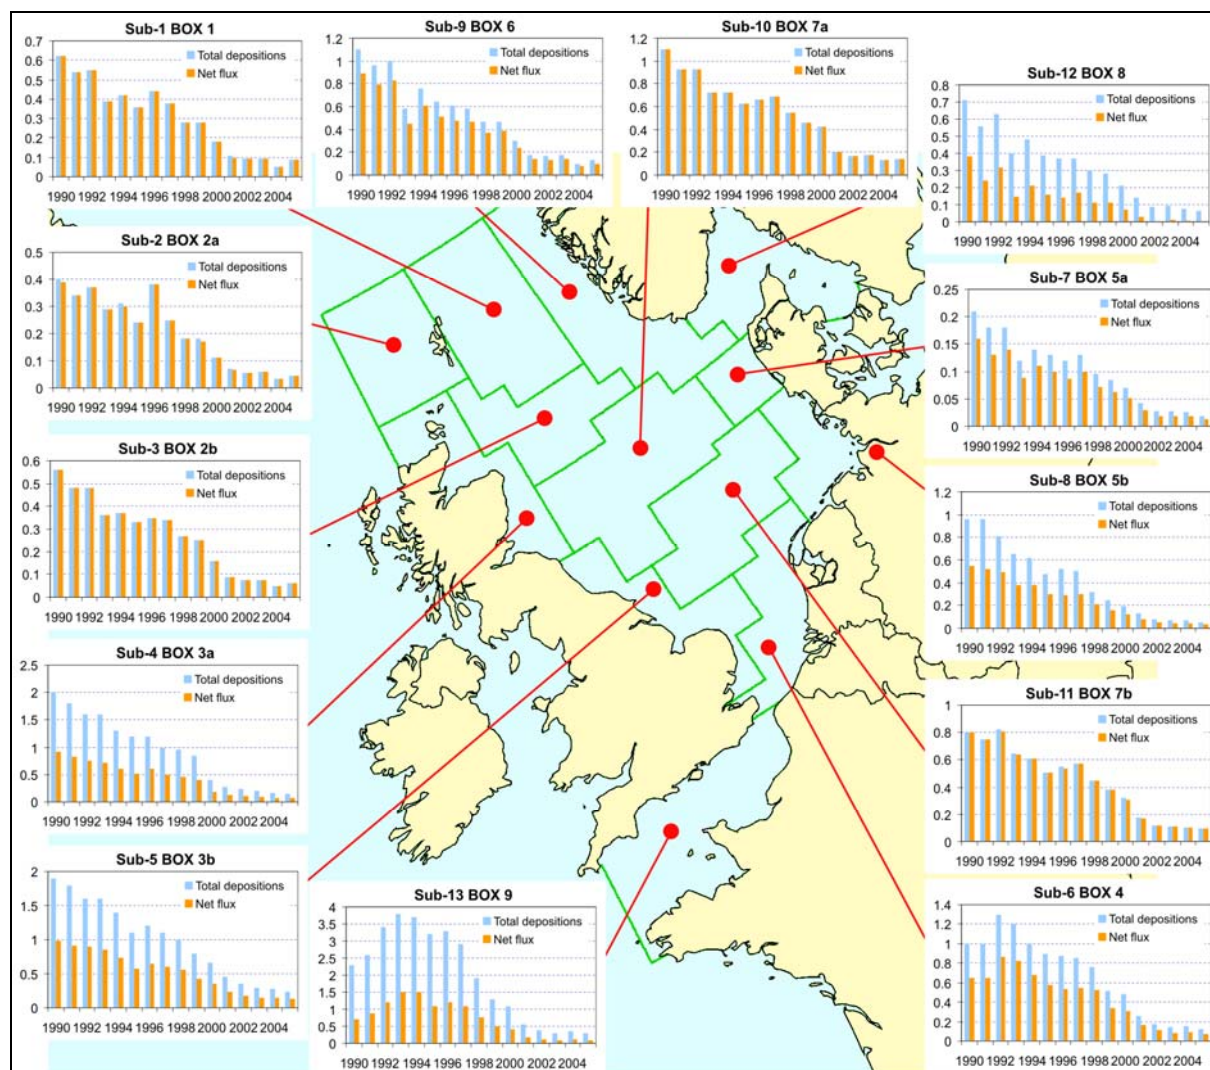 Sub-1 BOX 1
0.7
0.6
0.5
0.4
0.3
0.2
0.1
0
Total depositions
Net flux
1990 1992 1994 1996 1998 2000 2002 2004
Sub-9 BOX 6
1.2
1.0
0.8
0.6
0.4
0.2
0
Total depositions
Net flux
1990 1992 1994 1996 1998 2000 2002 2004
Sub-10 BOX 7a
1.2
1.0
0.8
0.6
0.4
0.2
0
Total depositions
Net flux
1990 1992 1994 1996 1998 2000 2002 2004
Sub-12 BOX 8
0.8
0.7
0.6
0.5
0.4
0.3
0.2
0.1
0
Total depositions
Net flux
1990 1992 1994 1996 1998 2000 2002 2004
Sub-2 BOX 2a
0.5
0.4
0.3
0.2
0.1
0
Total depositions
Net flux
1990 1992 1994 1996 1998 2000 2002 2004
Sub-7 BOX 5a
0.25
0.2
0.15
0.1
0.05
0
Total depositions
Net flux
1990 1992 1994 1996 1998 2000 2002 2004
Sub-3 BOX 2b
0.6
0.5
0.4
0.3
0.2
0.1
0
Total depositions
Net flux
1990 1992 1994 1996 1998 2000 2002 2004
Sub-8 BOX 5b
1.2
1
0.8
0.6
0.4
0.2
0
Total depositions
Net flux
1990 1992 1994 1996 1998 2000 2002 2004
Sub-4 BOX 3a
2.5
2
1.5
1
0.5
0
Total depositions
Net flux
1990 1992 1994 1996 1998 2000 2002 2004
Sub-11 BOX 7b
1
0.8
0.6
0.4
0.2
0
Total depositions
Net flux
1990 1992 1994 1996 1998 2000 2002 2004
Sub-5 BOX 3b
2
1.5
1
0.5
0
Total depositions
Net flux
1990 1992 1994 1996 1998 2000 2002 2004
Sub-13 BOX 9
4
3.5
3
2.5
2
1.5
1
0.5
0
Total depositions
Net flux
1990 1992 1994 1996 1998 2000 2002 2004
Sub-6 BOX 4
1.4
1.2
1
0.8
0.6
0.4
0.2
0
Total depositions
Net flux
1990 1992 1994 1996 1998 2000 2002 2004